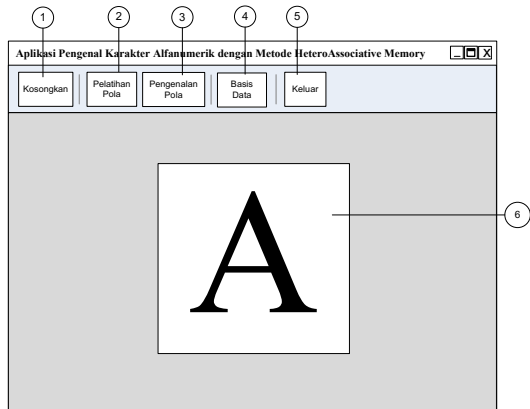 1
2
3
4
5
Aplikasi Pengenal Karakter Alfanumerik dengan Metode HeteroAssociative Memory
X
Kosongkan
Pelatihan
Pola
Pengenalan
Pola
Basis
Data
Keluar
A
6